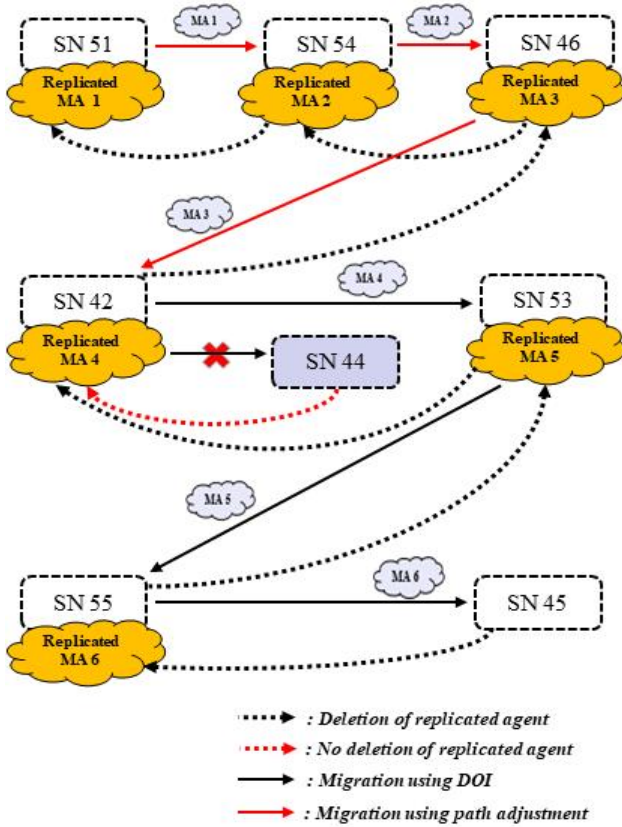 MA 1
MA 2
SN 51
SN 54
SN 46
Replicated
MA 1
Replicated
MA 2
Replicated
MA 3
MA 3
MA 4
SN 42
SN 53
Replicated
MA 4
SN 44
Replicated
MA 5
MA 5
MA 6
SN 55
SN 45
Replicated
MA 6
: Deletion of replicated agent
: No deletion of replicated agent
: Migration using DOI
: Migration using path adjustment